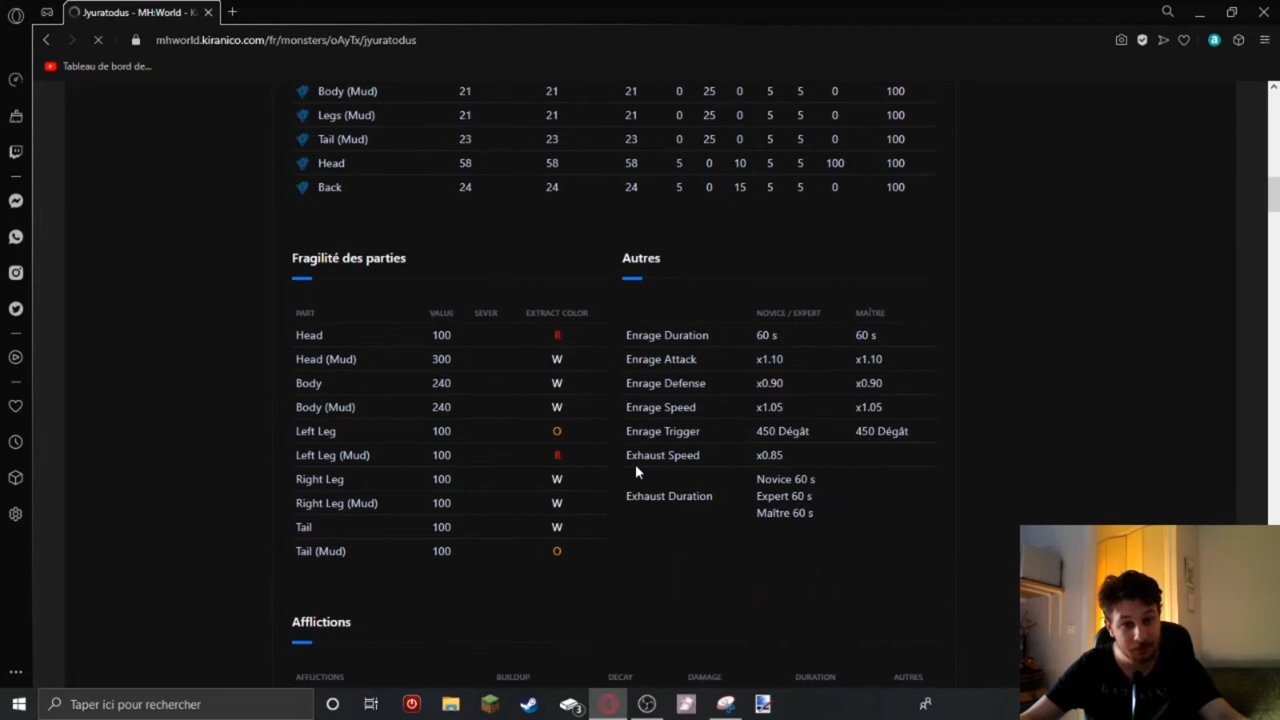 Jyuratodus - MH:World - K
mhworld.kiranico.com/fr/monsters/oAyTx/jyuratodus
Tableau de bord de...
Body (Mud) 21 21 21 0 25 0 5 5 0 100
Legs (Mud) 21 21 21 0 25 0 5 5 0 100
Tail (Mud) 23 23 23 0 25 0 5 5 0 100
Head 58 58 58 5 0 10 5 5 100 100
Back 24 24 24 5 0 15 5 5 0 100
Fragilité des parties
PART VALUE SEVER EXTRACT COLOR
Head 100 R
Head (Mud) 300 W
Body 240 W
Body (Mud) 240 W
Left Leg 100 O
Left Leg (Mud) 100 R
Right Leg 100 W
Right Leg (Mud) 100 W
Tail 100 W
Tail (Mud) 100 O
Autres
NOVICE / EXPERT MAÎTRE
Enrage Duration 60 s 60 s
Enrage Attack x1.10 x1.10
Enrage Defense x0.90 x0.90
Enrage Speed x1.05 x1.05
Enrage Trigger 450 Dégât 450 Dégât
Exhaust Speed x0.85
Exhaust Duration
Novice 60 s
Expert 60 s
Maître 60 s
Afflictions
AFFLICTIONS BUILDUP DECAY DAMAGE DURATION AUTRES
Taper ici pour rechercher
3